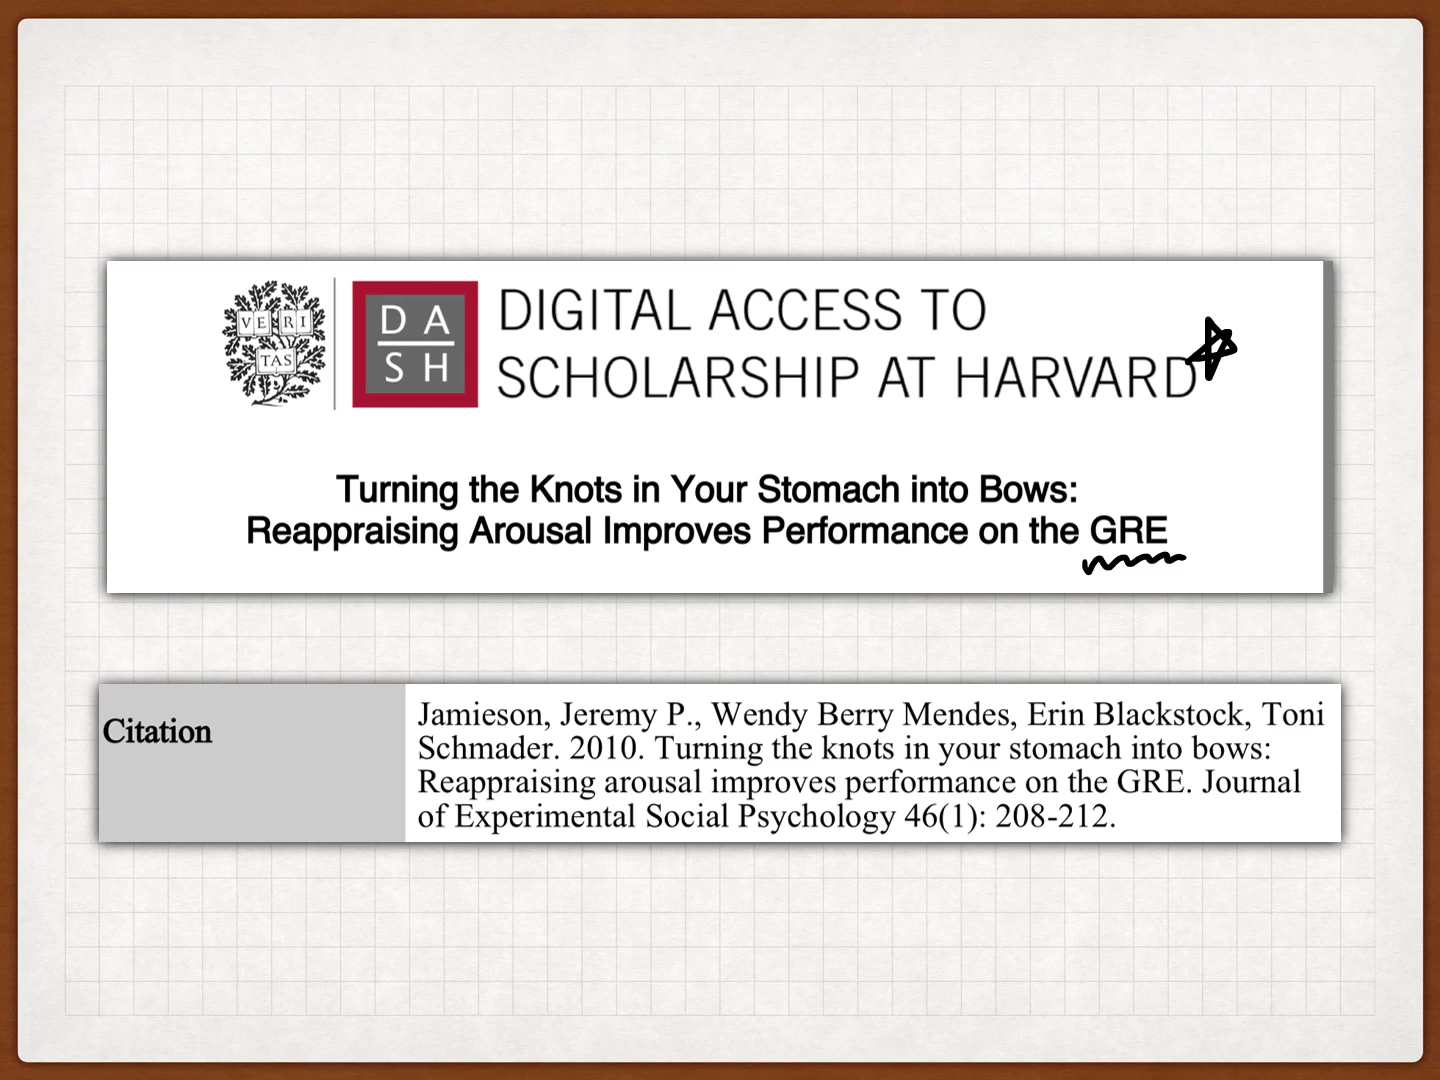 VE RI
TAS
DA
SH
DIGITAL ACCESS TO
SCHOLARSHIP AT HARVARD
Turning the Knots in Your Stomach into Bows:
Reappraising Arousal Improves Performance on the GRE
Citation
Jamieson, Jeremy P., Wendy Berry Mendes, Erin Blackstock, Toni
Schmader. 2010. Turning the knots in your stomach into bows:
Reappraising arousal improves performance on the GRE. Journal
of Experimental Social Psychology 46(1): 208-212.